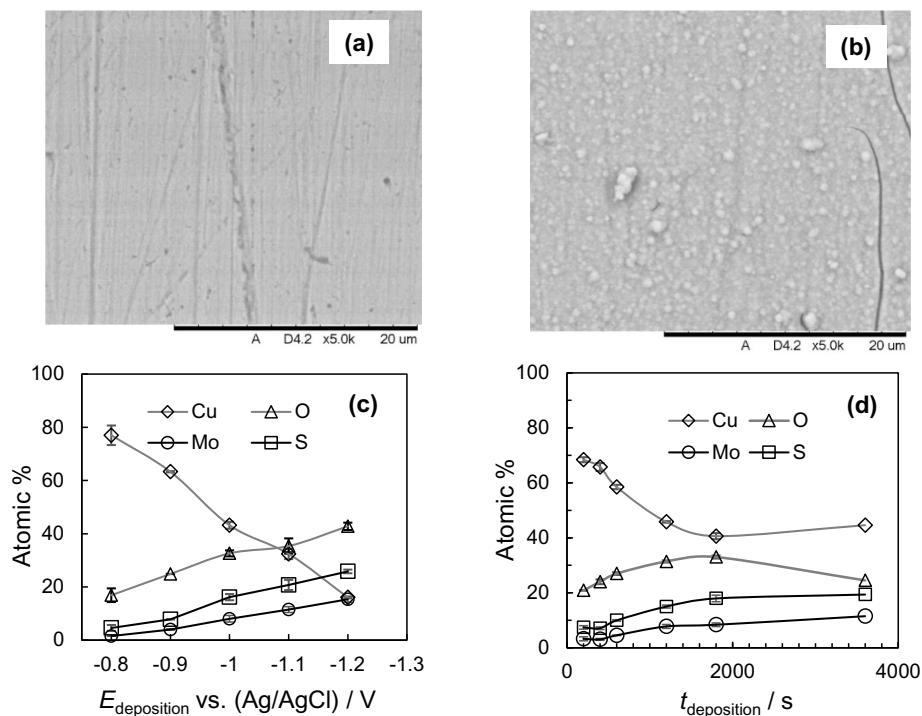 (a)
A D4.2 x5.0k 20 um
(b)
A D4.2 x5.0k 20 um
100
80
60
40
20
0
Atomic %
Cu O
Mo S
(c)
-0.8 -0.9 -1 -1.1 -1.2 -1.3
Edeposition vs. (Ag/AgCl) / V
100
80
60
40
20
0
Atomic %
Cu O
Mo S
(d)
0 2000 4000
tdeposition / s